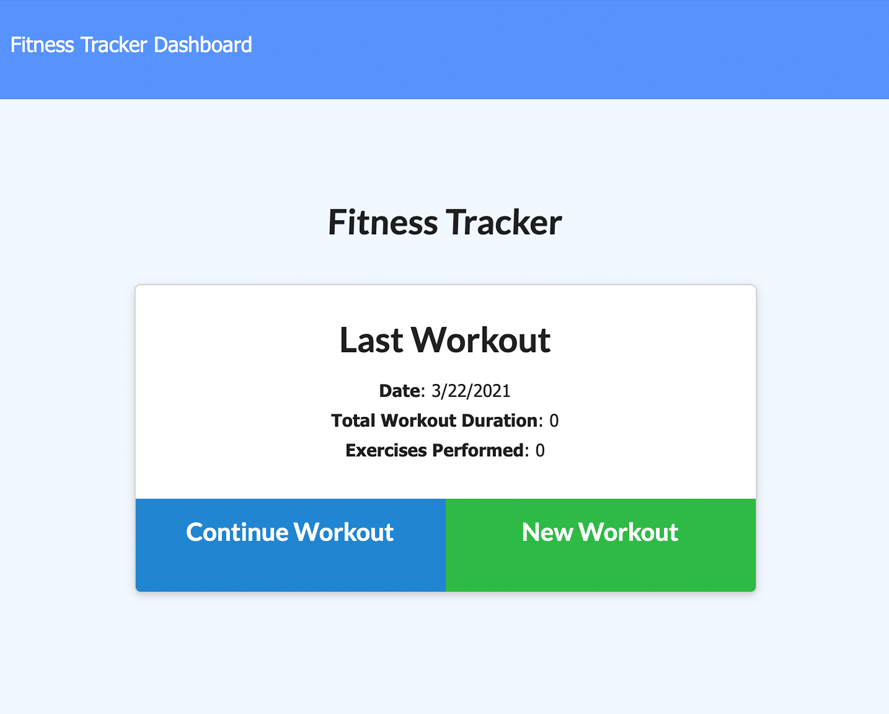 Fitness Tracker Dashboard
Fitness Tracker
Last Workout
Date: 3/22/2021
Total Workout Duration: 0
Exercises Performed: 0
Continue Workout
New Workout